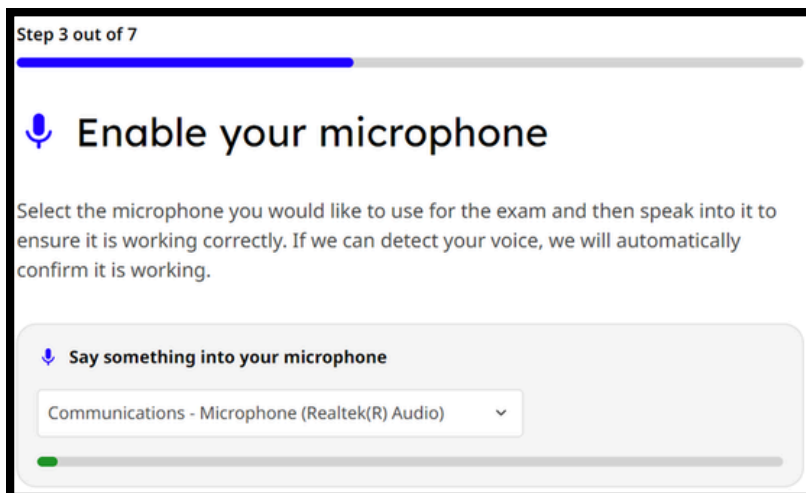 Step 3 out of 7
Enable your microphone
Select the microphone you would like to use for the exam and then speak into it to
ensure it is working correctly. If we can detect your voice, we will automatically
confirm it is working.
Say something into your microphone
Communications - Microphone (Realtek(R) Audio)